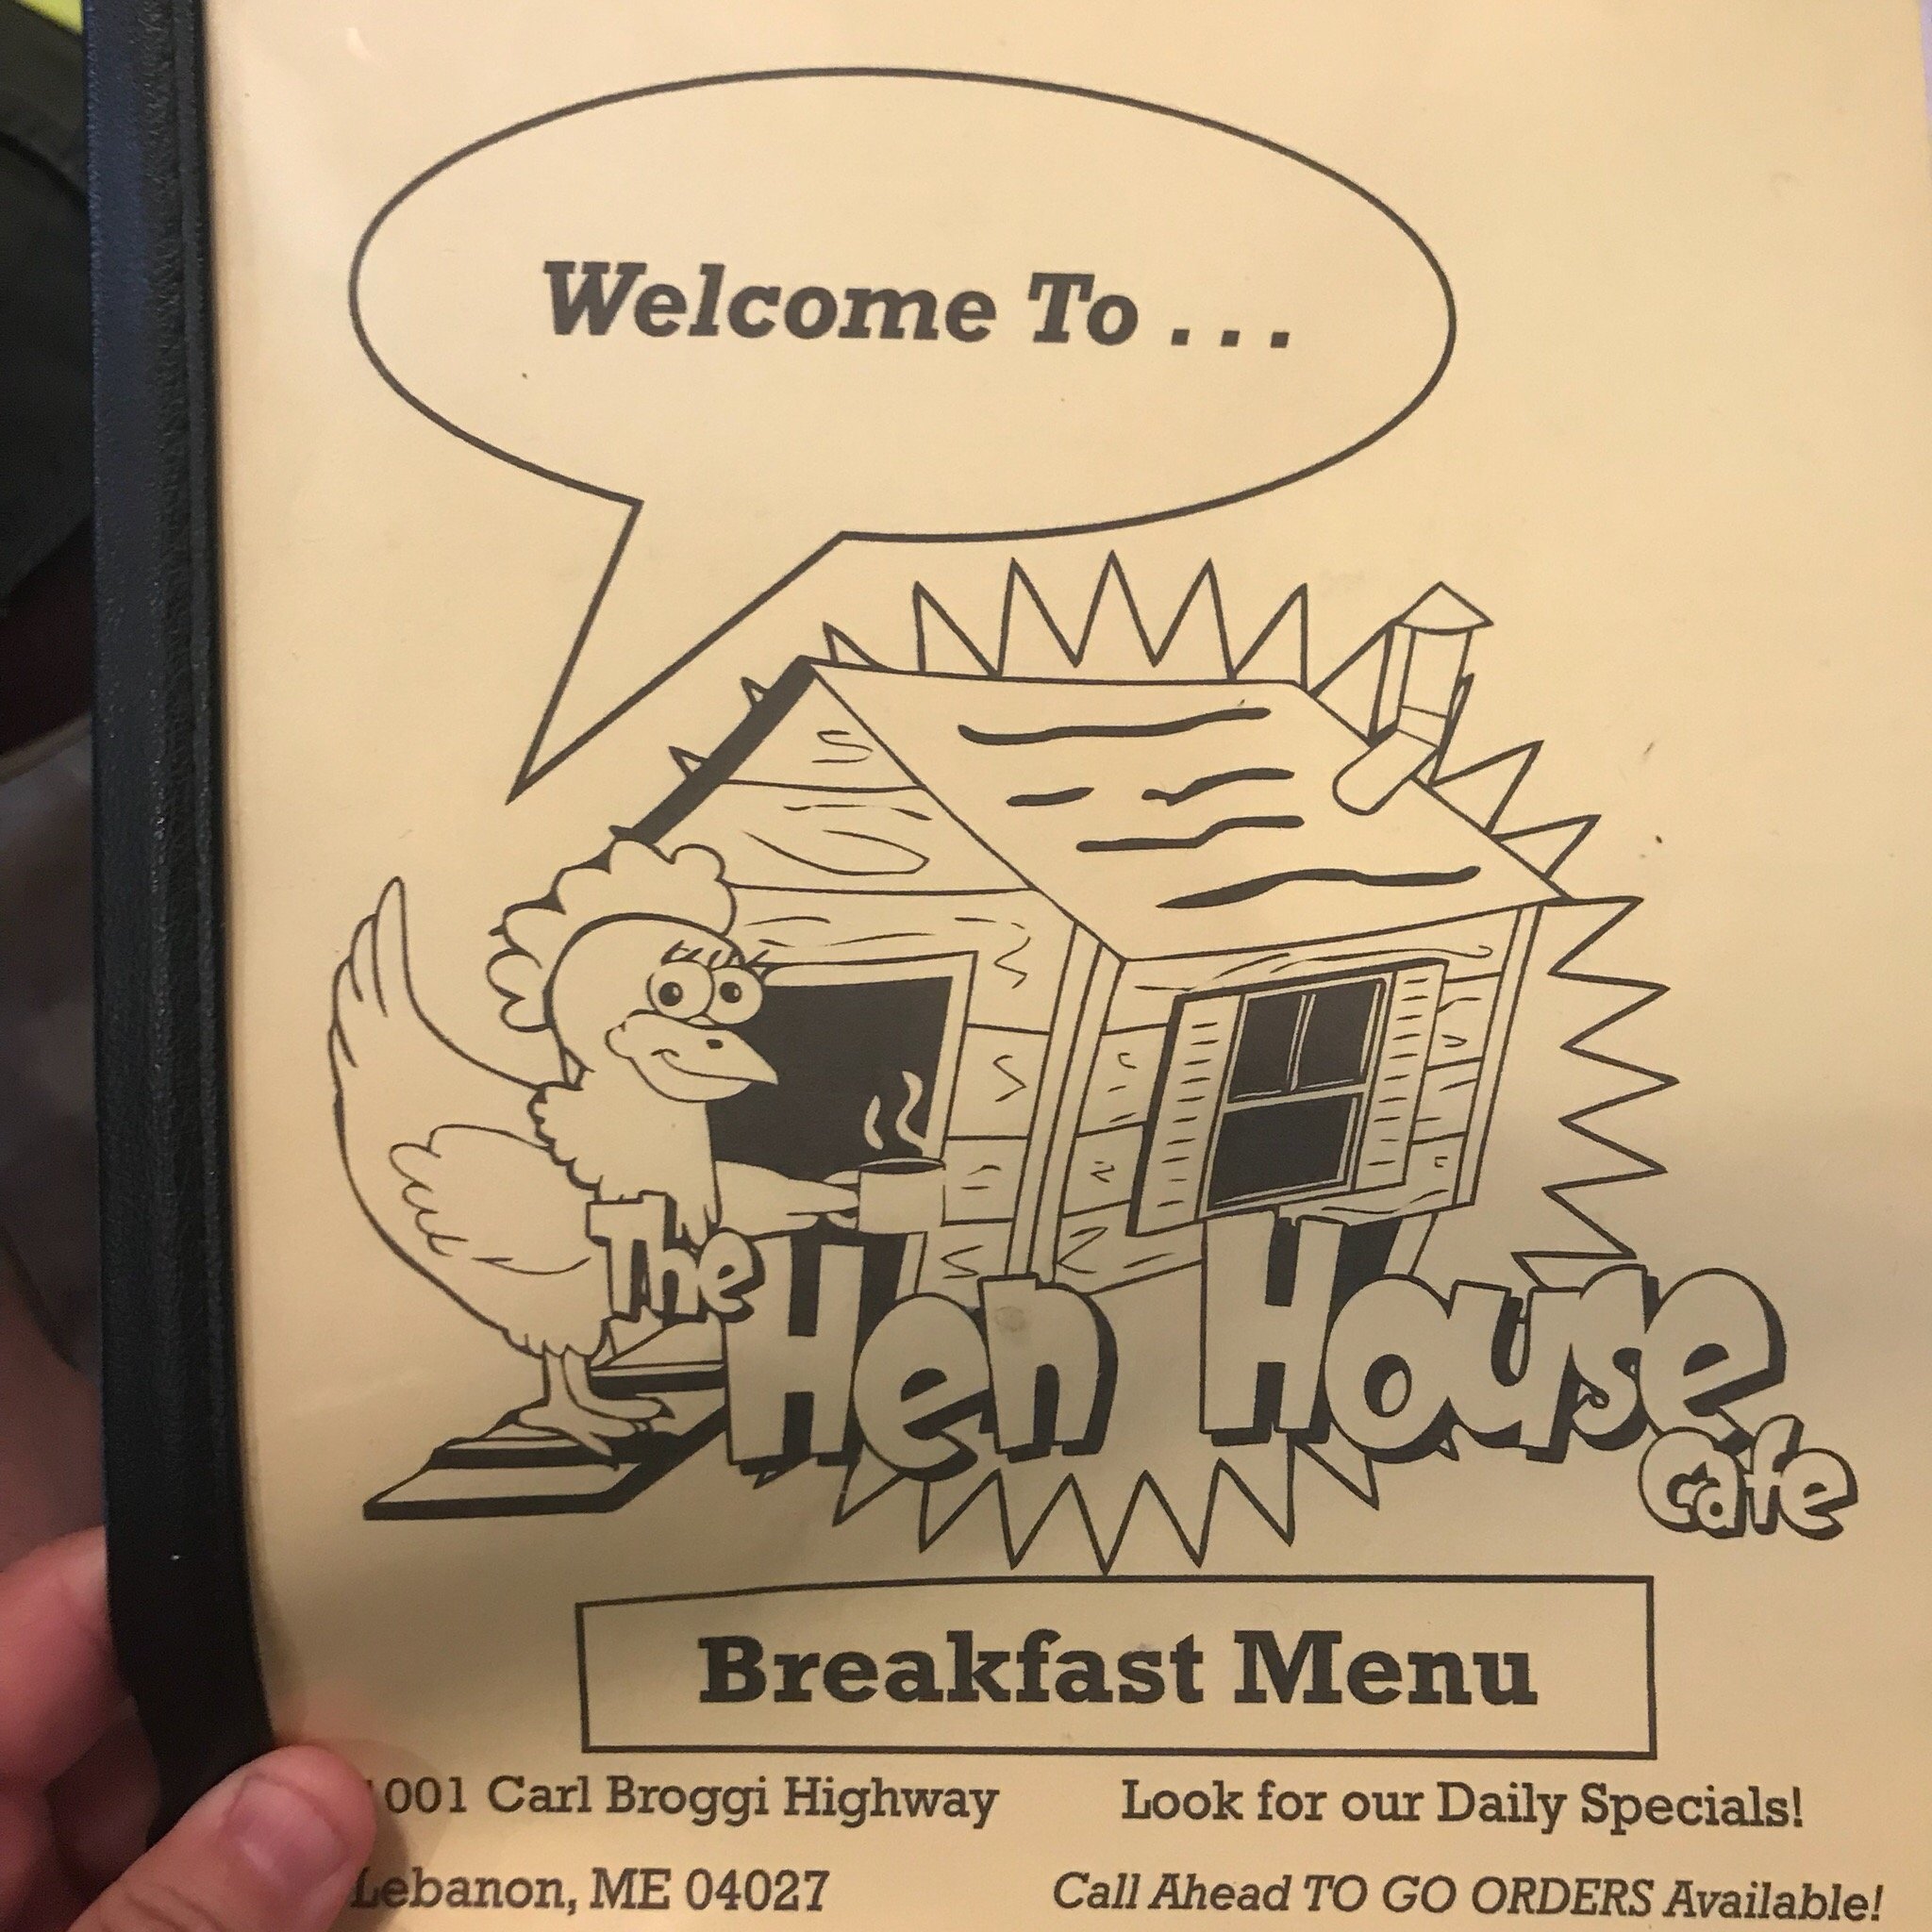 Welcome To . . .
The Hen House
cafe
Breakfast Menu
001 Carl Broggi Highway
Look for our Daily Specials!
Lebanon, ME 04027
Call Ahead TO GO ORDERS Available!